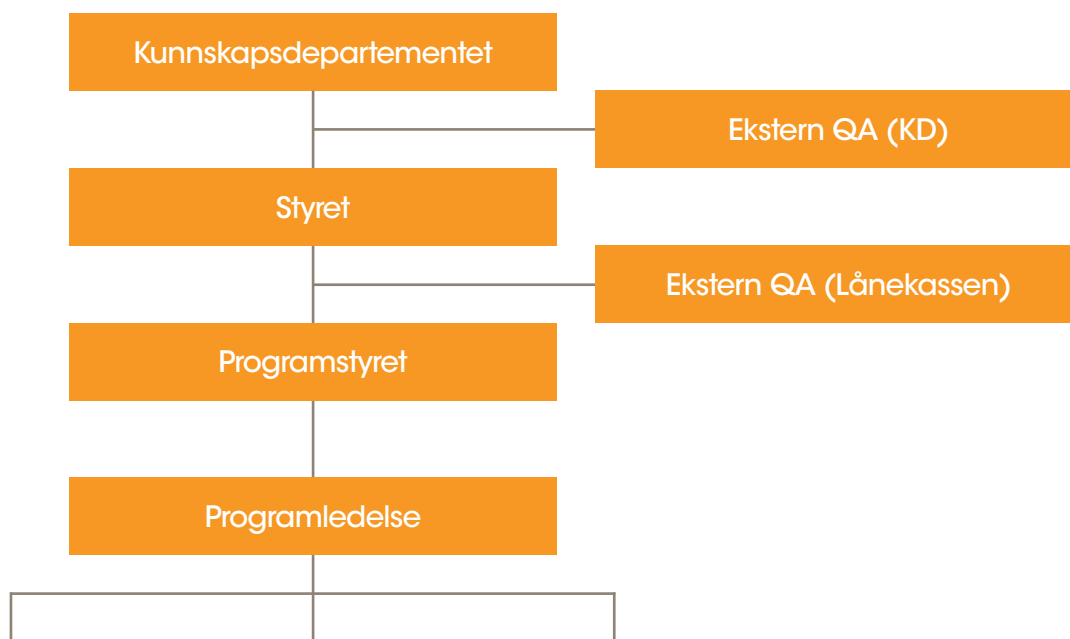 Kunnskapsdepartementet
Ekstern QA (KD)
Styret
Ekstern QA (Lånekassen)
Programstyret
Programledelse